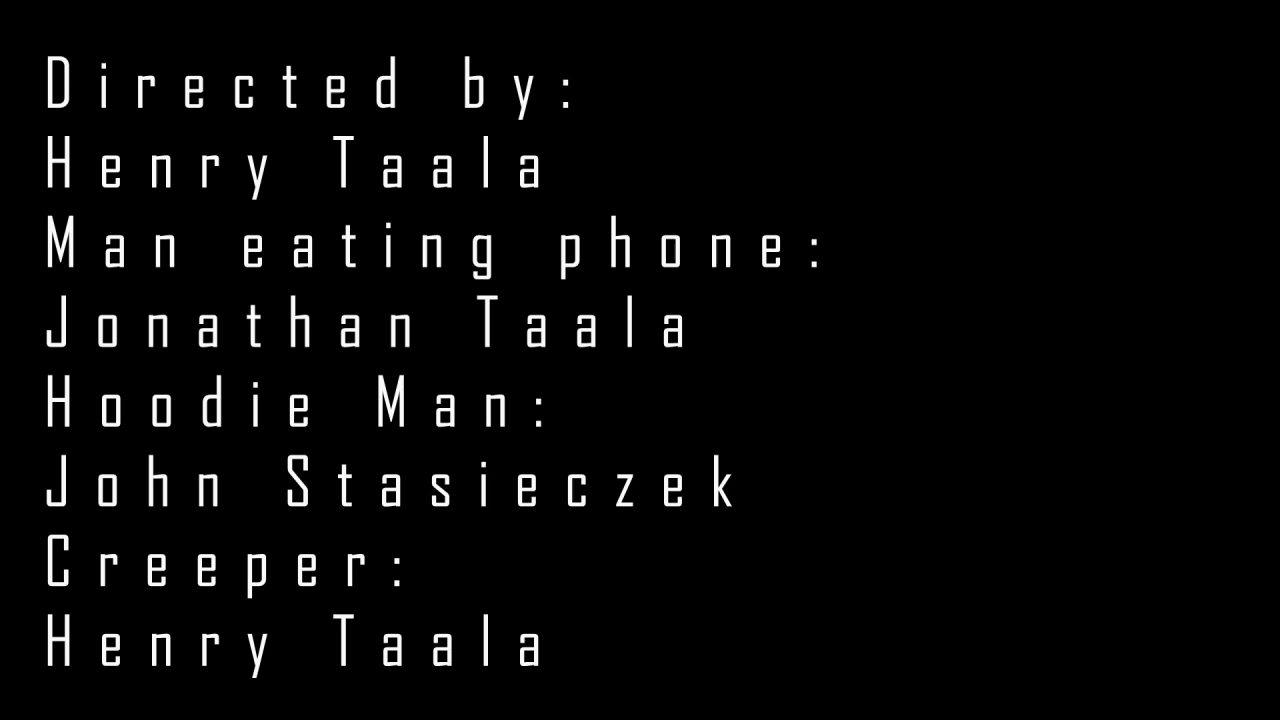 Directed by:
Henry Taala
Man eating phone:
Jonathan Taala
Hoodie Man:
John Stasieczek
Creeper:
Henry Taala